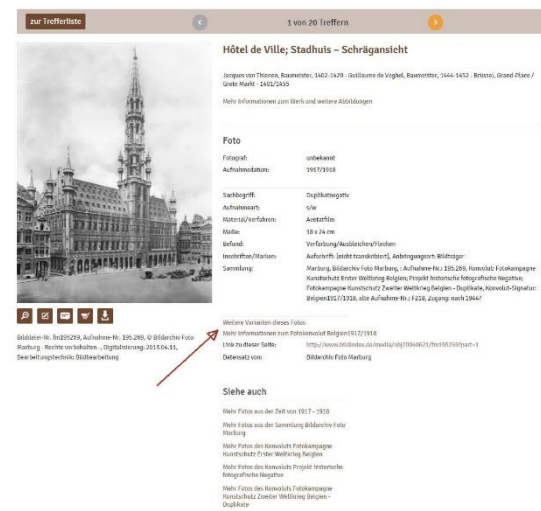 zur Trefferliste
1 von 20 Treffern
Hôtel de Ville; Stadhuis – Schrägansicht
Jacques van Thienen, Baumeister, 1402-1429 - Guillaume de Voghel, Baumeister, 1444-1452 - Brüssel, Grand-Place /
Grote Markt - 1401/1455
Mehr Informationen zum Werk und weitere Abbildungen
Foto
Fotograf: unbekannt
Aufnahmedatum: 1917/1918
Sachbegriff: Duplikatnegativ
Aufnahmeart: s/w
Material/Verfahren: Acetatfilm
Maße: 18 x 24 cm
Befund: Verfärbung/Ausbleichen/Flecken
Inschriften/Marken: Aufschrift: [nicht transkribiert], Anbringungsort: Bildträger
Sammlung: Marburg, Bildarchiv Foto Marburg, : Aufnahme-Nr.: 195.269, Konvolut: Fotokampagne
Kunstschutz Erster Weltkrieg Belgien; Projekt historische fotografische Negative;
Fotokampagne Kunstschutz Zweiter Weltkrieg Belgien - Duplikate, Konvolut-Signatur:
Belgien1917/1918, alte Aufnahme-Nr.: F218, Zugang: nach 1944?
Weitere Varianten dieses Fotos
Mehr Informationen zum Fotokonvolut Belgien1917/1918
Link zu dieser Seite: http://www.bildindex.de/media/obj20040621/fm195269?part=1
Datensatz von: Bildarchiv Foto Marburg
Bilddatei-Nr. fm195269, Aufnahme-Nr. 195.269, © Bildarchiv Foto
Marburg - Rechte vorbehalten -, Digitalisierung: 2013.04.11,
Bearbeitungstechnik: Bildbearbeitung
Siehe auch
Mehr Fotos aus der Zeit von 1917 - 1918
Mehr Fotos aus der Sammlung Bildarchiv Foto
Marburg
Mehr Fotos des Konvoluts Fotokampagne
Kunstschutz Erster Weltkrieg Belgien
Mehr Fotos des Konvoluts Projekt historische
fotografische Negative
Mehr Fotos des Konvoluts Fotokampagne
Kunstschutz Zweiter Weltkrieg Belgien -
Duplikate